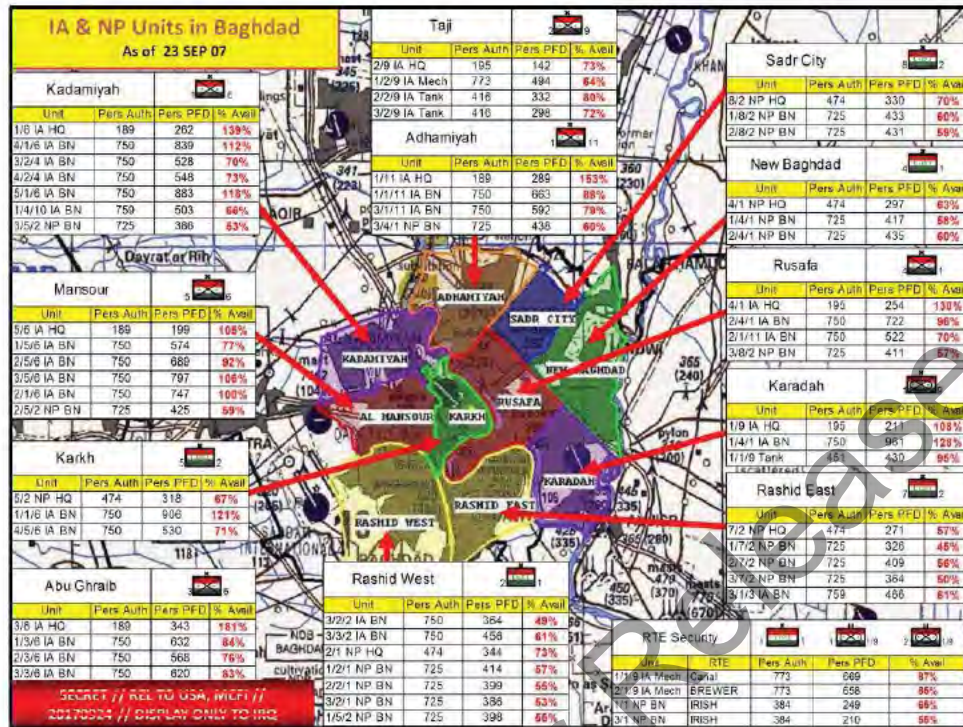 IA & NP Units in Baghdad
As of 23 SEP 07
Kadamiyah
Unit Pers Auth Pers PFD % Avail
1/6 IA HQ 189 262 139%
4/1/6 IA BN 750 839 112%
3/2/4 IA BN 750 528 70%
4/2/4 IA BN 750 548 73%
5/1/6 IA BN 750 883 118%
1/4/10 IA BN 759 503 66%
3/5/2 NP BN 725 386 53%
Mansour
Unit Pers Auth Pers PFD % Avail
5/6 IA HQ 189 199 105%
1/5/6 IA BN 750 574 77%
2/5/6 IA BN 750 689 92%
3/5/6 IA BN 750 797 106%
2/1/6 IA BN 750 747 100%
2/5/2 NP BN 725 425 59%
Karkh
Unit Pers Auth Pers PFD % Avail
5/2 NP HQ 474 318 67%
1/1/6 IA BN 750 906 121%
4/5/6 IA BN 750 530 71%
Abu Ghraib
Unit Pers Auth Pers PFD % Avail
3/6 IA HQ 189 343 181%
1/3/6 IA BN 750 632 84%
2/3/6 IA BN 750 568 76%
3/3/6 IA BN 750 620 83%
SECRET // REL TO USA, MCFI //
20170924 // DISPLAY ONLY TO IRQ
Taji
Unit Pers Auth Pers PFD % Avail
2/9 IA HQ 195 142 73%
1/2/9 IA Mech 773 494 64%
2/2/9 IA Tank 416 332 80%
3/2/9 IA Tank 416 298 72%
Adhamiyah
Unit Pers Auth Pers PFD % Avail
1/11 IA HQ 189 289 153%
1/1/11 IA BN 750 663 88%
3/1/11 IA BN 750 592 79%
3/4/1 NP BN 725 438 60%
ADHAMIYAH
SADR CITY
KADAMIYAH
NEW BAGHDAD
RUSAFA
AL MANSOUR
KARKH
KARADAH
RASHID EAST
RASHID WEST
Rashid West
Unit Pers Auth Pers PFD % Avail
3/2/2 IA BN 750 364 49%
3/3/2 IA BN 750 456 61%
2/1 NP HQ 474 344 73%
1/2/1 NP BN 725 414 57%
2/2/1 NP BN 725 399 55%
3/2/1 NP BN 725 386 53%
1/5/2 NP BN 725 398 55%
Sadr City
Unit Pers Auth Pers PFD % Avail
8/2 NP HQ 474 330 70%
1/8/2 NP BN 725 433 60%
2/8/2 NP BN 725 431 59%
New Baghdad
Unit Pers Auth Pers PFD % Avail
4/1 NP HQ 474 297 63%
1/4/1 NP BN 725 417 58%
2/4/1 NP BN 725 435 60%
Rusafa
Unit Pers Auth Pers PFD % Avail
4/1 IA HQ 195 254 130%
2/4/1 IA BN 750 722 96%
2/1/11 IA BN 750 522 70%
3/8/2 NP BN 725 411 57%
Karadah
Unit Pers Auth Pers PFD % Avail
1/9 IA HQ 195 211 108%
1/4/1 IA BN 750 961 128%
1/1/9 Tank 430 95%
Rashid East
Unit Pers Auth Pers PFD % Avail
7/2 NP HQ 474 271 57%
1/7/2 NP BN 725 326 45%
2/7/2 NP BN 725 409 56%
3/7/2 NP BN 725 364 50%
3/1/3 IA BN 759 466 61%
RTE Security
Unit RTE Pers Auth Pers PFD % Avail
1/1/9 IA Mech Canal 773 669 87%
2/1/9 IA Mech BREWER 773 658 85%
1/1 NP BN IRISH 384 249 65%
3/1 NP BN IRISH 384 210 55%
Release